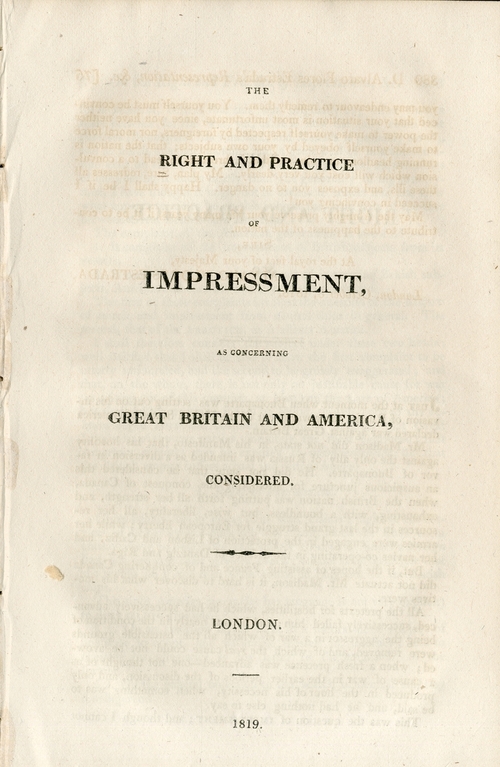 THE
RIGHT AND PRACTICE
OF
IMPRESSMENT,
AS CONCERNING
GREAT BRITAIN AND AMERICA,
CONSIDERED.
LONDON.
1819.